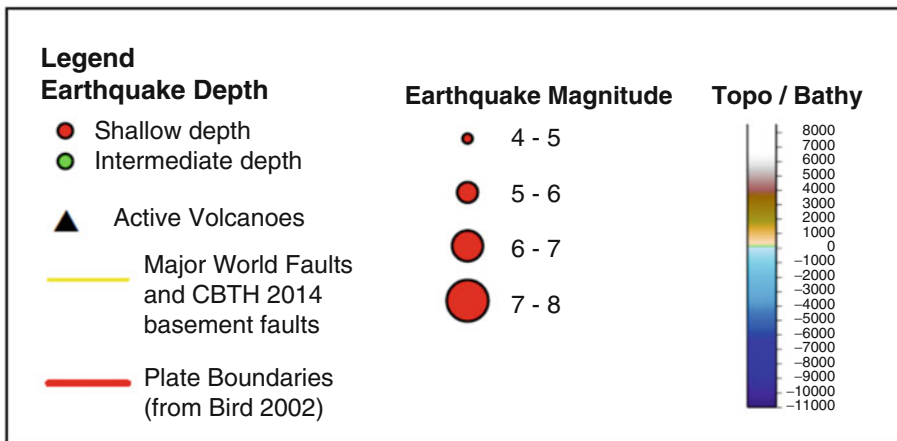 Legend
Earthquake Depth
Shallow depth
Intermediate depth
Active Volcanoes
Major World Faults
and CBTH 2014
basement faults
Plate Boundaries
(from Bird 2002)
Earthquake Magnitude
4 - 5
5 - 6
6 - 7
7 - 8
Topo / Bathy
8000
7000
6000
5000
4000
3000
2000
1000
0
–1000
–2000
–3000
–4000
–5000
–6000
–7000
–8000
–9000
–10000
–11000